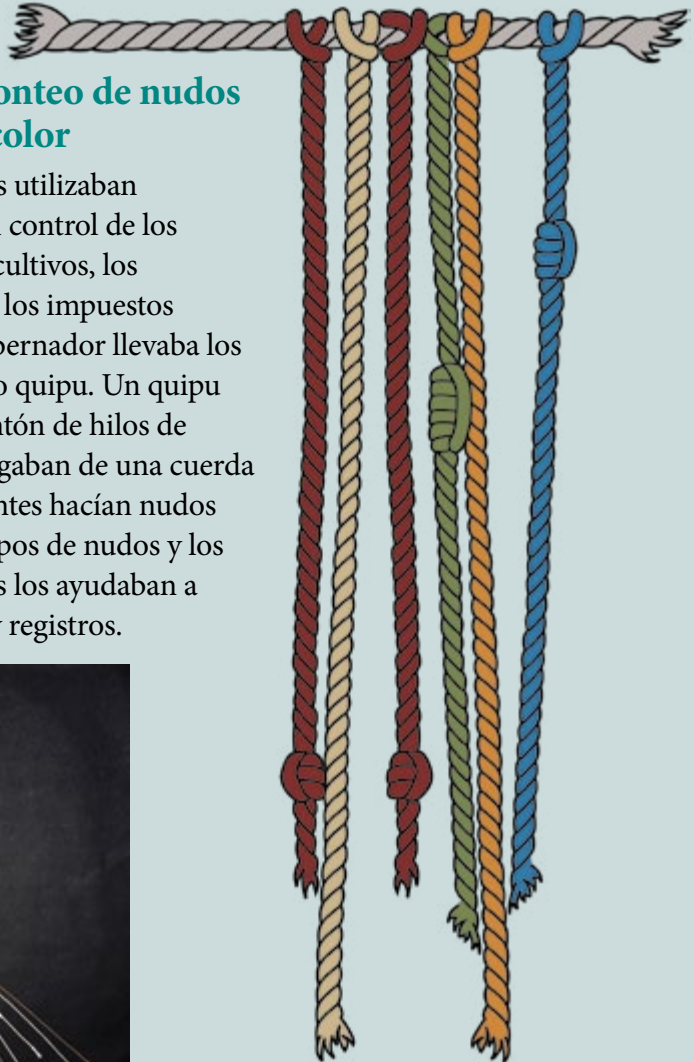 onteo de nudos
color
s utilizaban
control de los
cultivos, los
los impuestos
bernador llevaba los
o quipu. Un quipu
ntón de hilos de
gaban de una cuerda
ntes hacían nudos
pos de nudos y los
s los ayudaban a
registros.